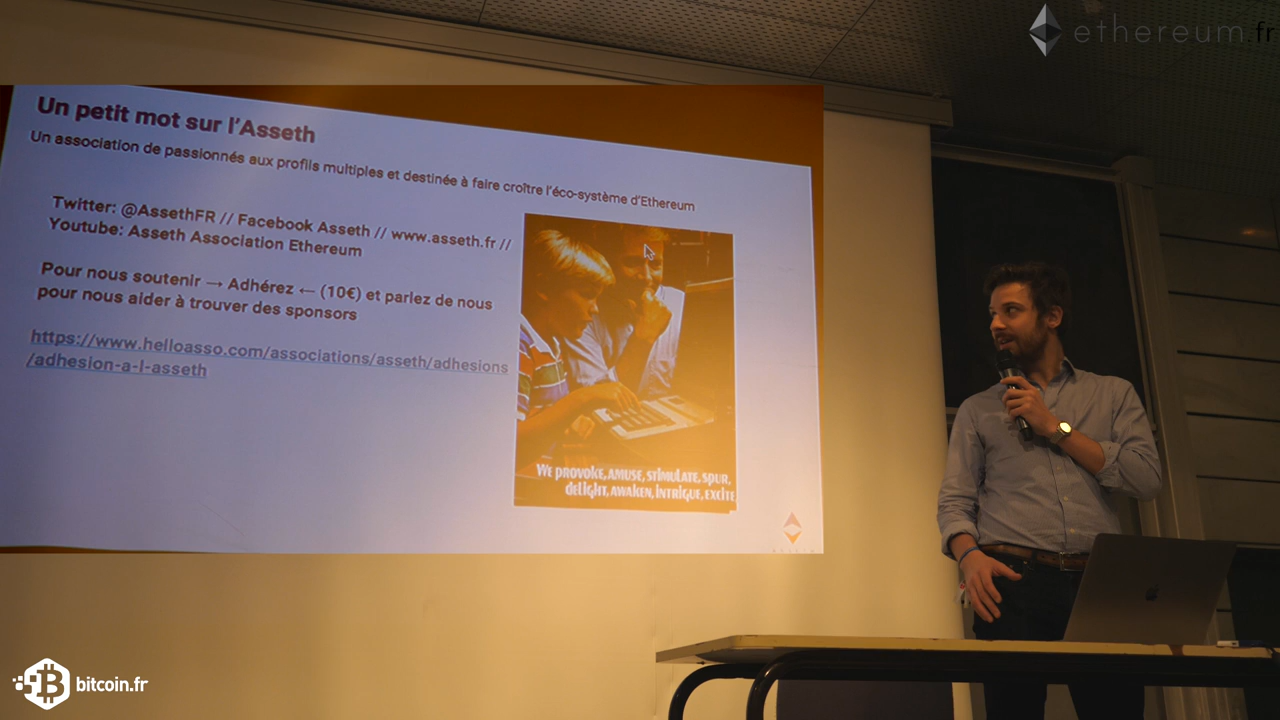 ethereum.fr
Un petit mot sur l'Asseth
Un association de passionnés aux profils multiples et destinée à faire croître l'éco-système d'Ethereum
Twitter: @AssethFR // Facebook Asseth // www.asseth.fr //
Youtube: Asseth Association Ethereum
Pour nous soutenir → Adhérez ← (10€) et parlez de nous
pour nous aider à trouver des sponsors
https://www.helloasso.com/associations/asseth/adhesions
/adhesion-a-l-asseth
We provoke, amuse, stimulate, spur,
delight, awaken, intrigue, excite
ASSETH
bitcoin.fr